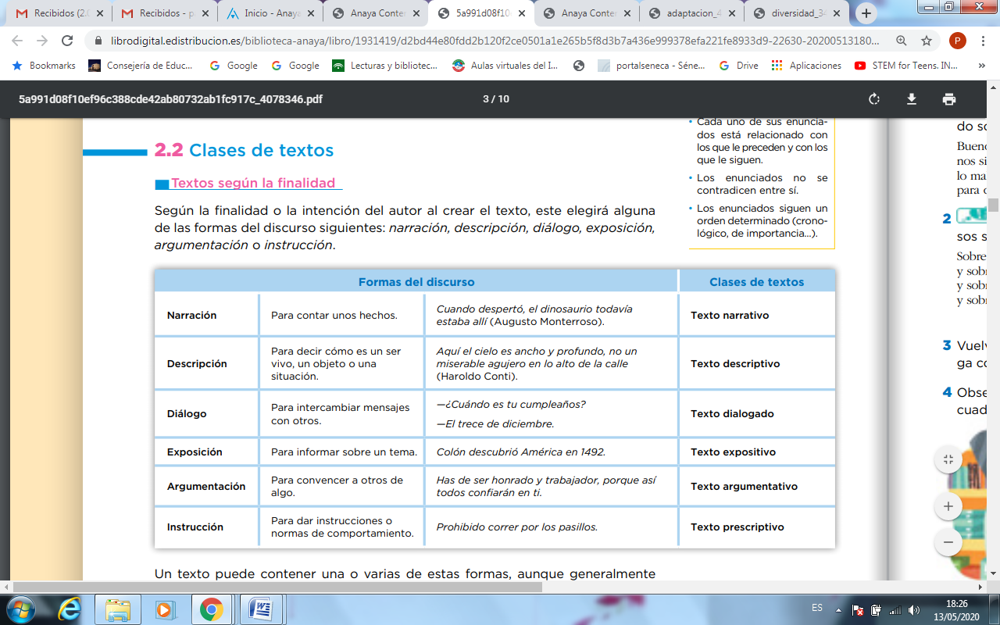 Recibidos (2.0
Recibidos - p
Inicio - Anaya
Anaya Conte
5a991d08f10
Anaya Conte
adaptacion_4
diversidad_34
librodigital.edistribucion.es/biblioteca-anaya/libro/1931419/d2bd44e80fdd2b120f2ce0501a1e265b5f8d3b7a436e999378efa221fe8933d9-22630-20200513180...
P
Bookmarks
Consejería de Educ...
Google
Google
Lecturas y bibliotec...
Aulas virtuales del I...
portalseneca - Séne...
Drive
Aplicaciones
STEM for Teens. IN...
»
5a991d08f10ef96c388cde42ab80732ab1fc917c_4078346.pdf
3 / 10
• Cada uno de sus enuncia-
dos está relacionado con
los que le preceden y con los
que le siguen.
• Los enunciados no se
contradicen entre sí.
• Los enunciados siguen un
orden determinado (crono-
lógico, de importancia...).
2.2 Clases de textos
Textos según la finalidad
Según la finalidad o la intención del autor al crear el texto, este elegirá alguna
de las formas del discurso siguientes: narración, descripción, diálogo, exposición,
argumentación o instrucción.
Formas del discurso
Clases de textos
Narración
Para contar unos hechos.
Cuando despertó, el dinosaurio todavía
estaba allí (Augusto Monterroso).
Texto narrativo
Descripción
Para decir cómo es un ser
vivo, un objeto o una
situación.
Aquí el cielo es ancho y profundo, no un
miserable agujero en lo alto de la calle
(Haroldo Conti).
Texto descriptivo
Diálogo
Para intercambiar mensajes
con otros.
—¿Cuándo es tu cumpleaños?
—El trece de diciembre.
Texto dialogado
Exposición
Para informar sobre un tema.
Colón descubrió América en 1492.
Texto expositivo
Argumentación
Para convencer a otros de
algo.
Has de ser honrado y trabajador, porque así
todos confiarán en ti.
Texto argumentativo
Instrucción
Para dar instrucciones o
normas de comportamiento.
Prohibido correr por los pasillos.
Texto prescriptivo
Un texto puede contener una o varias de estas formas, aunque generalmente
do so
Bueno
nos si
lo ma
para c
2
sos s
Sobre
y sob
y sob
y sob
3 Vuel
ga co
4 Obse
cuad
ES
18:26
13/05/2020